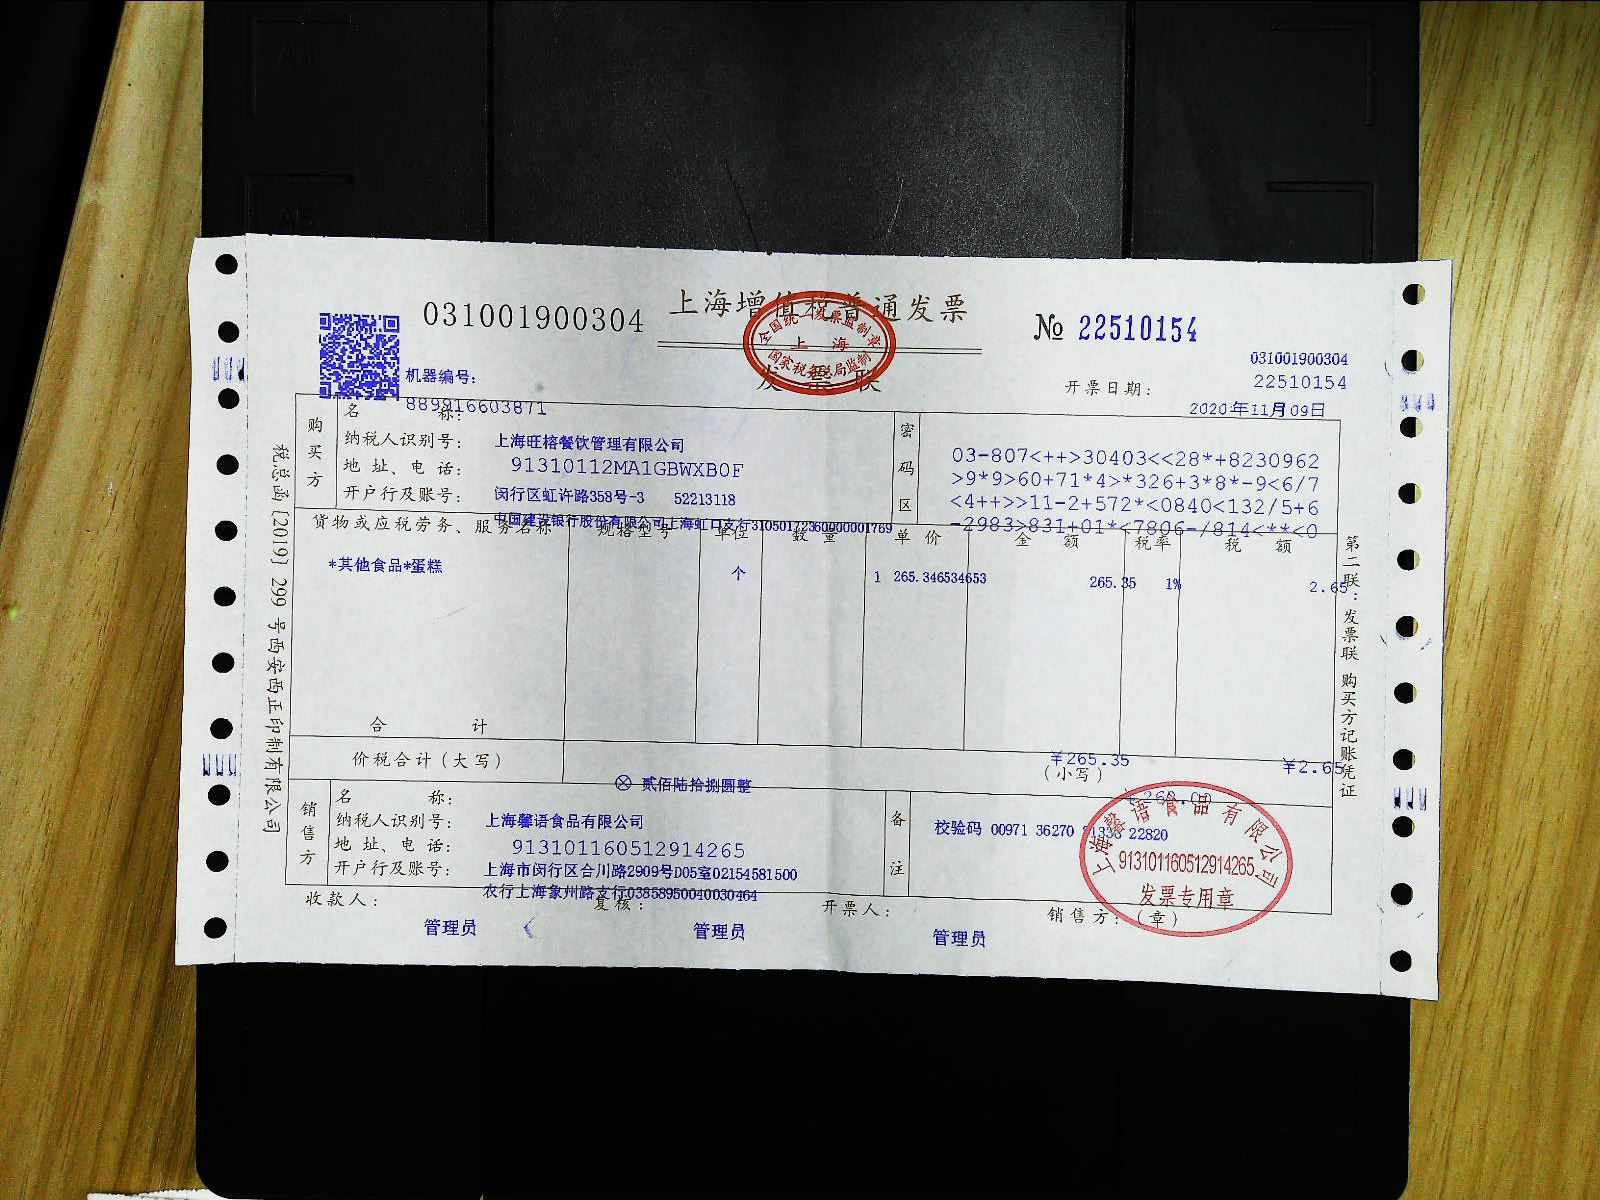 031001900304
上海增值税普通发票
全国统一发票监制章
上海
国家税务总局监制
发票联
№ 22510154
031001900304
22510154
机器编号:
889916603871
开票日期:
2020年11月09日
购买方
名称:
纳税人识别号: 上海旺榕餐饮管理有限公司
地址、电话: 91310112MA1GBWXB0F
开户行及账号: 闵行区虹许路358号-3 52213118
中国建设银行股份有限公司上海虹口支行31050172360900001769
密码区
03-807<++>30403<<28*+8230962
>9*9>60+71*4>*326+3*8*-9<6/7
<4++>>11-2+572*<0840<132/5+6
-2983>831+01*<7806-/814<**<0
货物或应税劳务、服务名称 规格型号 单位 数量 单价 金额 税率 税额
*其他食品*蛋糕 个 1 265.346534653 265.35 1% 2.65
合计
¥265.35 ¥2.65
价税合计(大写) ⊗ 贰佰陆拾捌圆整 (小写)
销售方
名称: 上海馨语食品有限公司
纳税人识别号: 913101160512914265
地址、电话: 上海市闵行区合川路2909号D05室02154581500
开户行及账号: 农行上海象州路支行03858950040030464
备注
校验码 00971 36270 22820
上海馨语食品有限公司
913101160512914265
发票专用章
收款人: 复核: 开票人: 销售方:(章)
管理员 管理员 管理员
税总函[2019] 299 号西安西正印制有限公司
第二联:发票联 购买方记账凭证